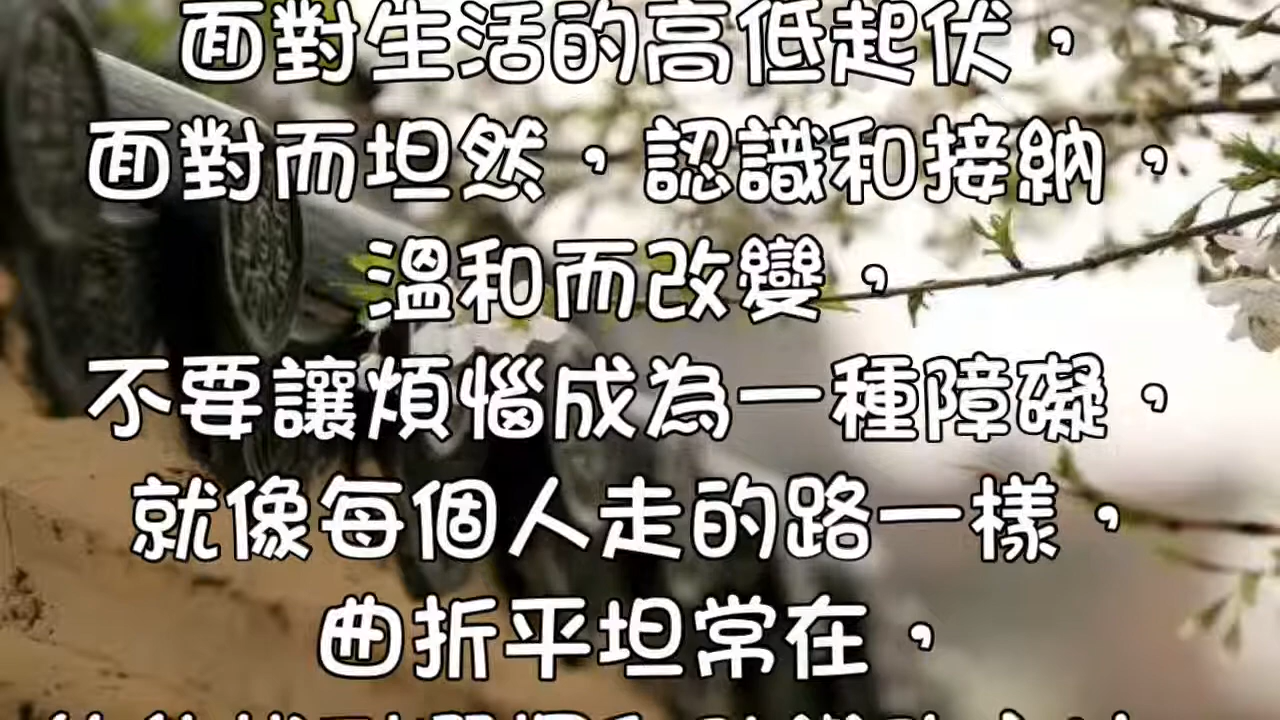 面對生活的高低起伏，
面對而坦然，認識和接納，
溫和而改變，
不要讓煩惱成為一種障礙，
就像每個人走的路一樣，
曲折平坦常在，